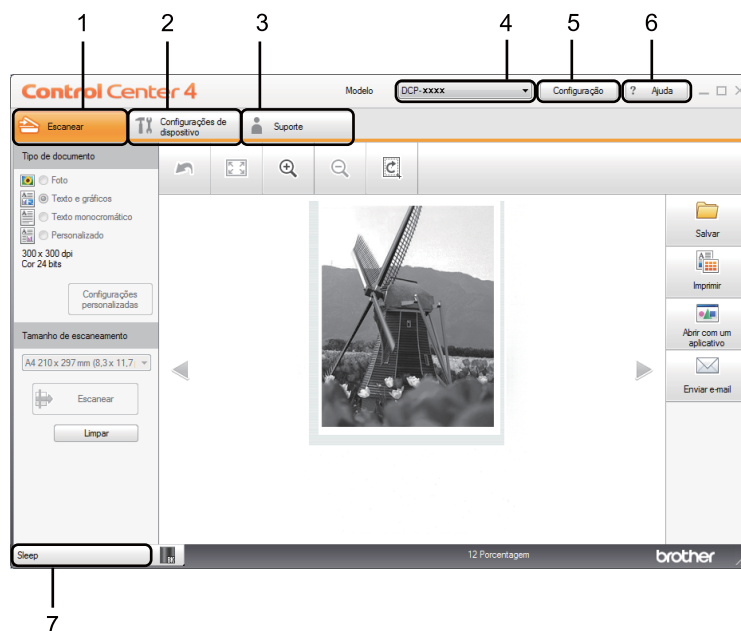 1 2 3 4 5 6
Control Center 4
Modelo
DCP-xxxx
Configuração
? Ajuda
Escanear
Configurações de
dispositivo
Suporte
Tipo de documento
Foto
Texto e gráficos
Texto monocromático
Personalizado
300 x 300 dpi
Cor 24 bits
Configurações
personalizadas
Tamanho de escaneamento
A4 210 x 297 mm (8,3 x 11,7
Escanear
Limpar
Salvar
Imprimir
Abrir com um
aplicativo
Enviar e-mail
Sleep
BK
12 Porcentagem
brother
7